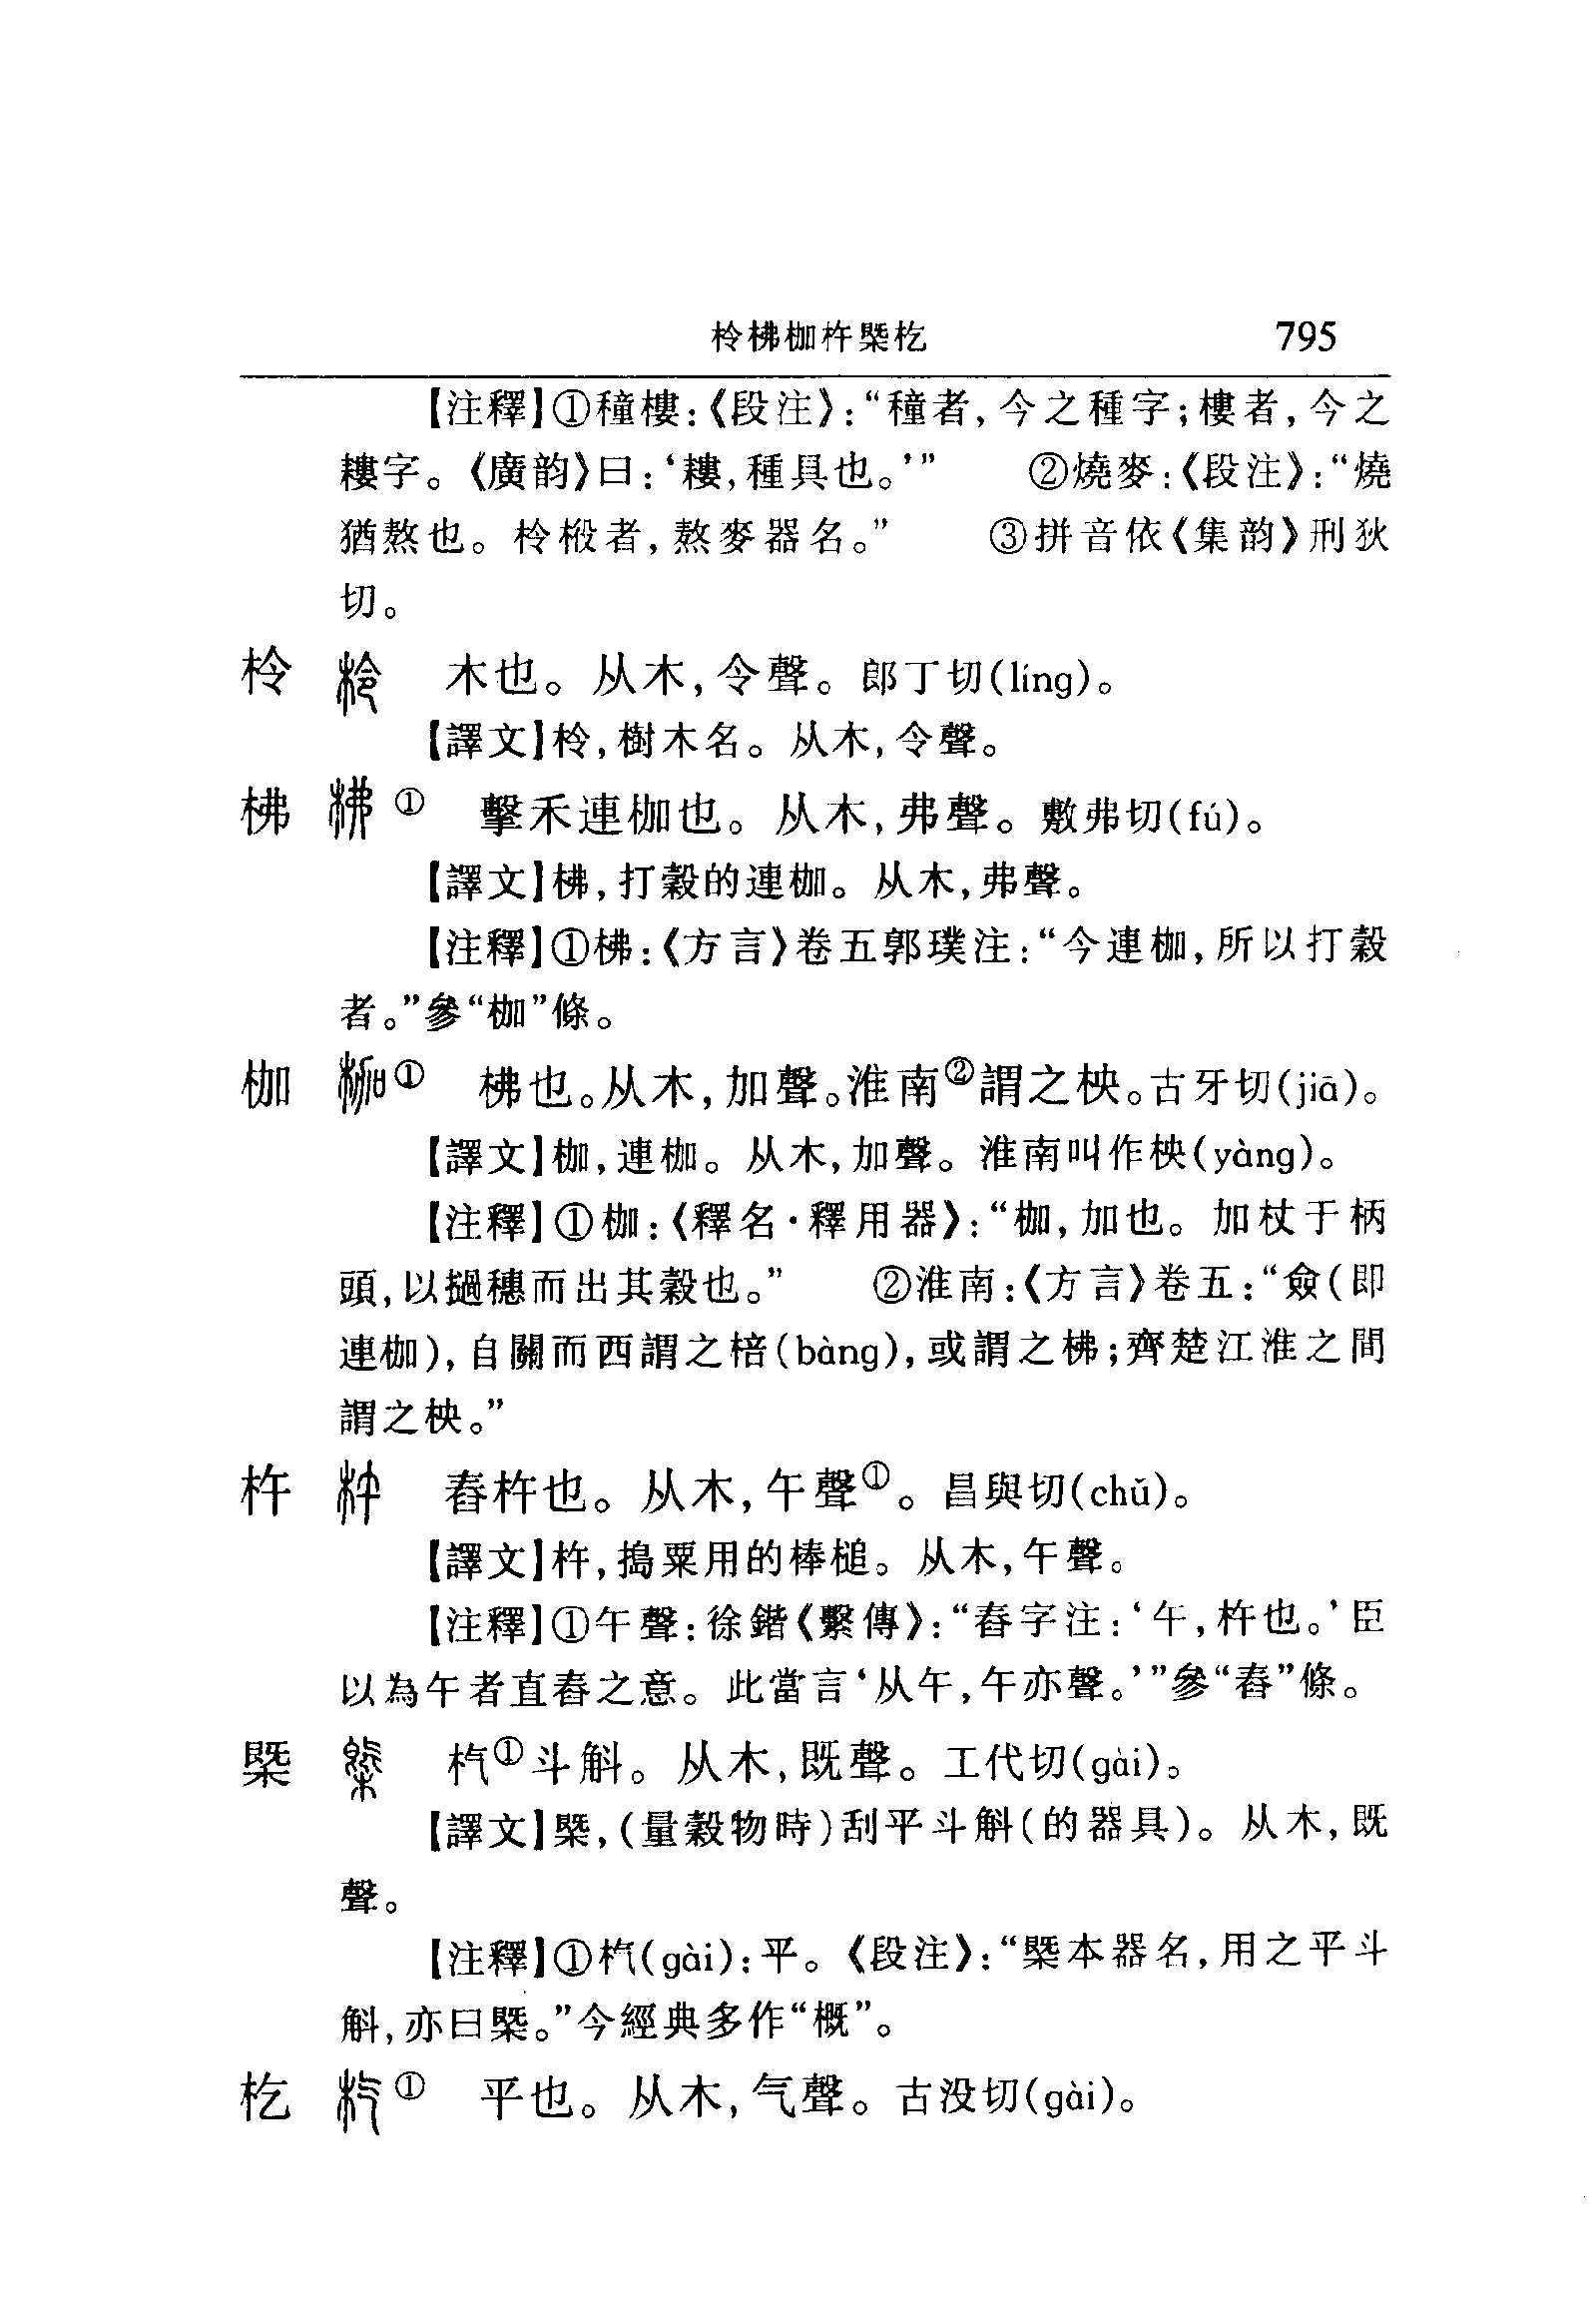 柃柫枷杵槩杚 795
【注釋】①穜樓:《段注》:“穜者,今之種字;樓者,今之
耬字。《廣韵》曰:‘耬,種具也。’” ②燒麥:《段注》:“燒
猶熬也。柃椴者,熬麥器名。” ③拼音依《集韵》刑狄
切。
柃 木也。从木,令聲。郎丁切(líng)。
【譯文】柃,樹木名。从木,令聲。
柫 ① 擊禾連枷也。从木,弗聲。敷弗切(fú)。
【譯文】柫,打穀的連枷。从木,弗聲。
【注釋】①柫:《方言》卷五郭璞注:“今連枷,所以打穀
者。”參“枷”條。
枷 ① 柫也。从木,加聲。淮南②謂之柍。古牙切(jiā)。
【譯文】枷,連枷。从木,加聲。淮南叫作柍(yàng)。
【注釋】①枷:《釋名·釋用器》:“枷,加也。加杖于柄
頭,以撾穗而出其穀也。” ②淮南:《方言》卷五:“僉(即
連枷),自關而西謂之棓(bàng),或謂之柫;齊楚江淮之間
謂之柍。”
杵 舂杵也。从木,午聲①。昌與切(chǔ)。
【譯文】杵,搗粟用的棒槌。从木,午聲。
【注釋】①午聲:徐鍇《繫傳》:“舂字注:‘午,杵也。’臣
以為午者直舂之意。此當言‘从午,午亦聲。’”參“舂”條。
槩 杚①斗斛。从木,既聲。工代切(gài)。
【譯文】槩,(量穀物時)刮平斗斛(的器具)。从木,既
聲。
【注釋】①杚(gài):平。《段注》:“槩本器名,用之平斗
斛,亦曰槩。”今經典多作“概”。
杚 ① 平也。从木,气聲。古没切(gài)。